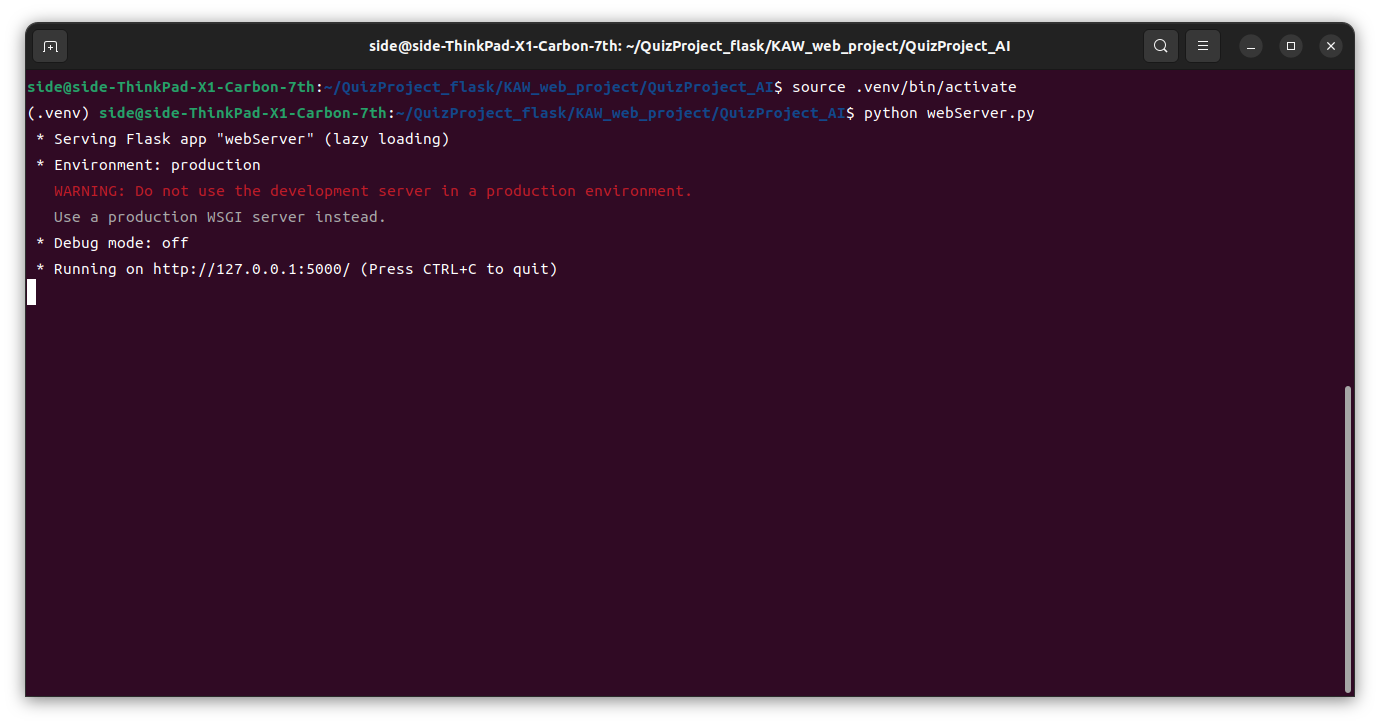 side@side-ThinkPad-X1-Carbon-7th: ~/QuizProject_flask/KAW_web_project/QuizProject_AI
side@side-ThinkPad-X1-Carbon-7th:~/QuizProject_flask/KAW_web_project/QuizProject_AI$ source .venv/bin/activate
(.venv) side@side-ThinkPad-X1-Carbon-7th:~/QuizProject_flask/KAW_web_project/QuizProject_AI$ python webServer.py
 * Serving Flask app "webServer" (lazy loading)
 * Environment: production
   WARNING: Do not use the development server in a production environment.
   Use a production WSGI server instead.
 * Debug mode: off
 * Running on http://127.0.0.1:5000/ (Press CTRL+C to quit)